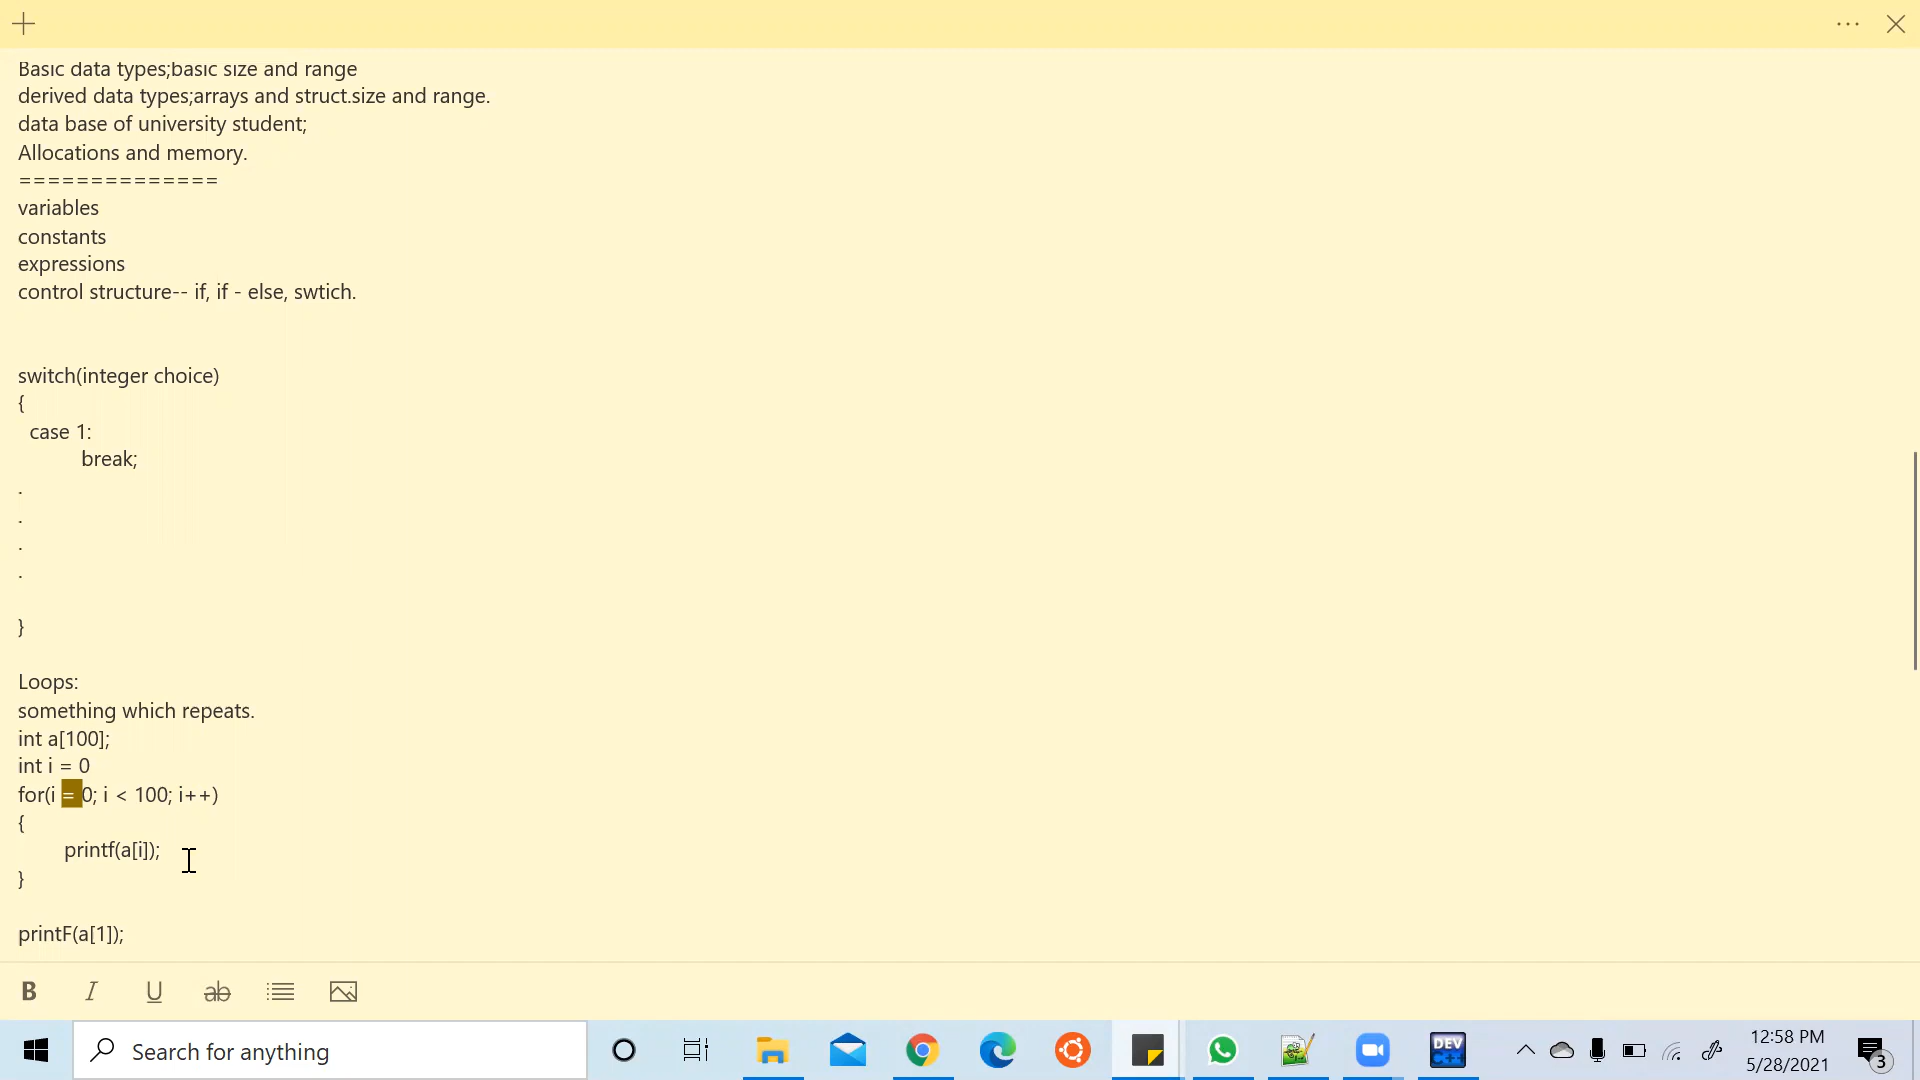 Basic data types;basic size and range
derived data types;arrays and struct.size and range.
data base of university student;
Allocations and memory.
==============
variables
constants
expressions
control structure-- if, if - else, swtich.
switch(integer choice)
{
case 1:
break;
.
.
.
.
}
Loops:
something which repeats.
int a[100];
int i = 0
for(i = 0; i < 100; i++)
{
printf(a[i]);
}
printF(a[1]);
B I U ab
Search for anything
DEV
C++
12:58 PM
5/28/2021
3